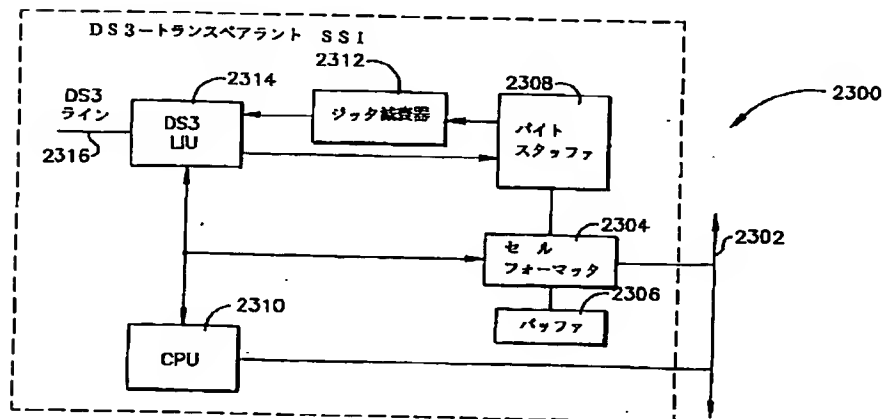 DS3ートランスペアラント SSI
2312
2314
2308
2300
DS3
ライン
2316
DS3
LIU
ジッタ減衰器
バイト
スタッファ
2304
2302
セル
フォーマッタ
2306
バッファ
2310
CPU